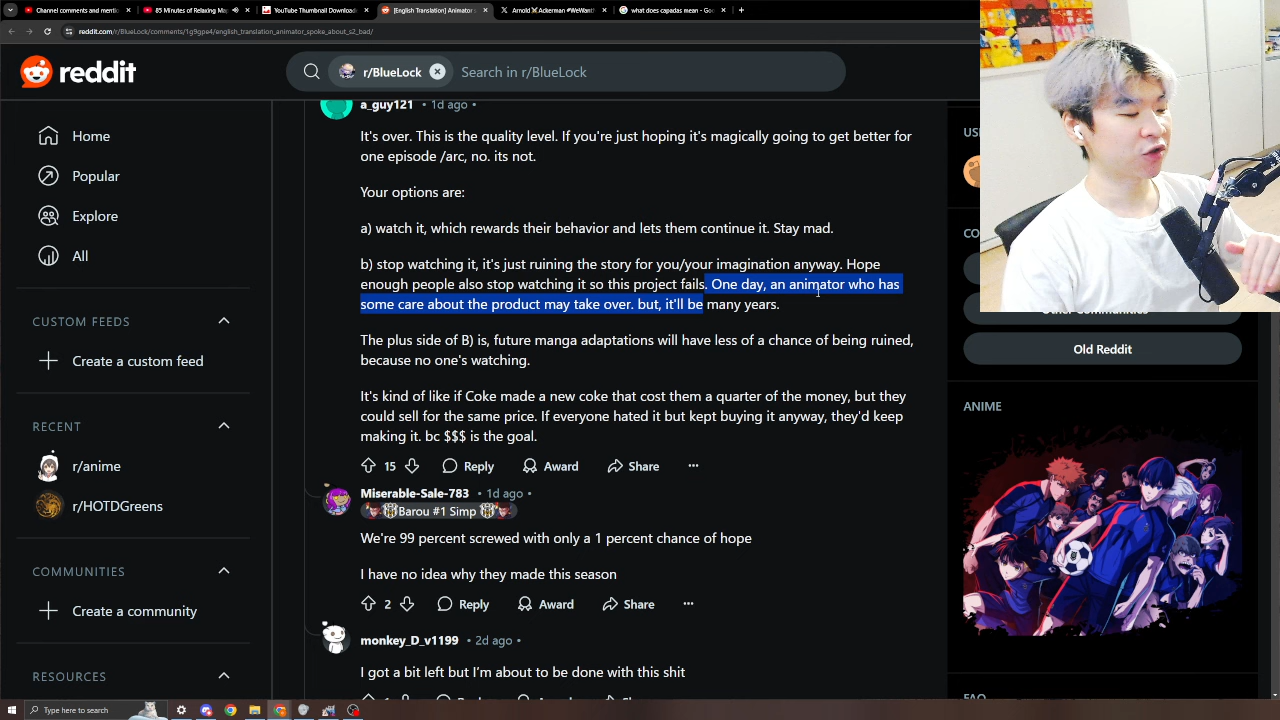 Channel comments and mentio
85 Minutes of Relaxing Ma
YouTube Thumbnail Download
[English Translation] Animator
Arnold Ackerman #WeWant
what does capadas mean - Go
reddit.com/r/BlueLock/comments/1g9gpe4/english_translation_animator_spoke_about_s2_bad/
reddit
r/BlueLock
Search in r/BlueLock
Home
Popular
Explore
All
CUSTOM FEEDS
Create a custom feed
RECENT
r/anime
r/HOTDGreens
COMMUNITIES
Create a community
RESOURCES
a_guy121 • 1d ago •
It's over. This is the quality level. If you're just hoping it's magically going to get better for
one episode /arc, no. its not.
Your options are:
a) watch it, which rewards their behavior and lets them continue it. Stay mad.
b) stop watching it, it's just ruining the story for you/your imagination anyway. Hope
enough people also stop watching it so this project fails. One day, an animator who has
some care about the product may take over. but, it'll be many years.
The plus side of B) is, future manga adaptations will have less of a chance of being ruined,
because no one's watching.
It's kind of like if Coke made a new coke that cost them a quarter of the money, but they
could sell for the same price. If everyone hated it but kept buying it anyway, they'd keep
making it. bc $$$ is the goal.
15 Reply Award Share
Miserable-Sale-783 • 1d ago •
Barou #1 Simp
We're 99 percent screwed with only a 1 percent chance of hope
I have no idea why they made this season
2 Reply Award Share
monkey_D_v1199 • 2d ago •
I got a bit left but I'm about to be done with this shit
US
CO
Old Reddit
ANIME
FAQ
Type here to search